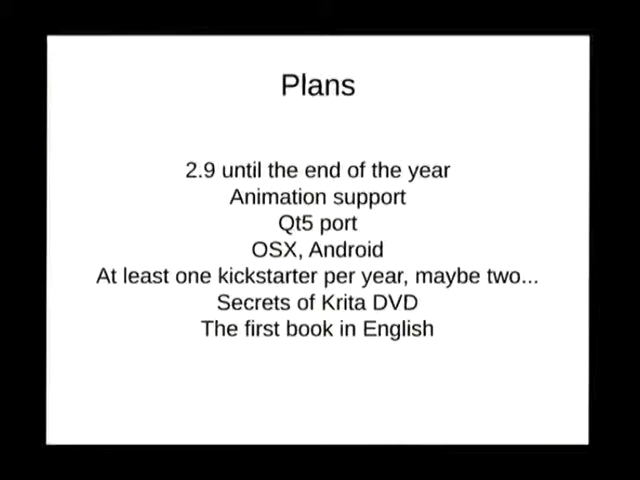 Plans
2.9 until the end of the year
Animation support
Qt5 port
OSX, Android
At least one kickstarter per year, maybe two...
Secrets of Krita DVD
The first book in English